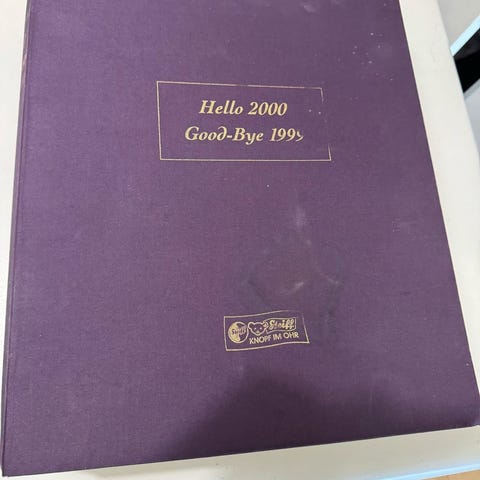 Hello 2000
Good-Bye 1999
Steiff
KNOPF IM OHR